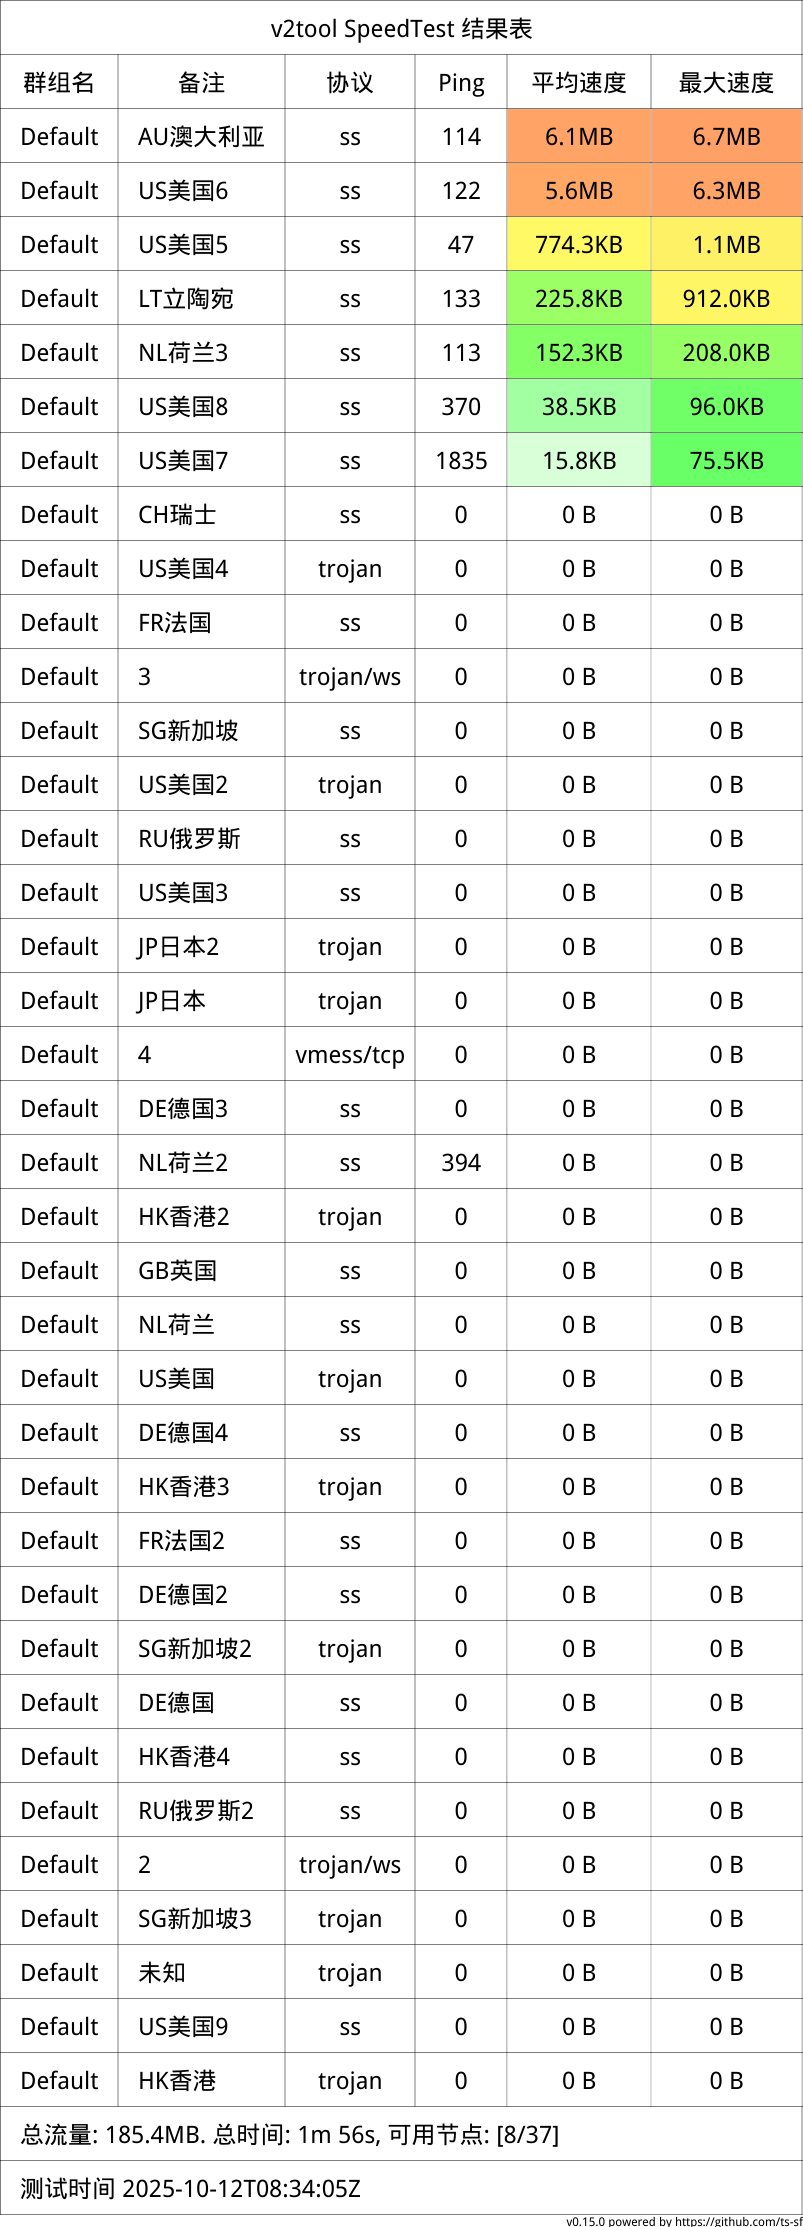 v2tool SpeedTest 结果表
群组名 备注 协议 Ping 平均速度 最大速度
Default AU澳大利亚 ss 114 6.1MB 6.7MB
Default US美国6 ss 122 5.6MB 6.3MB
Default US美国5 ss 47 774.3KB 1.1MB
Default LT立陶宛 ss 133 225.8KB 912.0KB
Default NL荷兰3 ss 113 152.3KB 208.0KB
Default US美国8 ss 370 38.5KB 96.0KB
Default US美国7 ss 1835 15.8KB 75.5KB
Default CH瑞士 ss 0 0 B 0 B
Default US美国4 trojan 0 0 B 0 B
Default FR法国 ss 0 0 B 0 B
Default 3 trojan/ws 0 0 B 0 B
Default SG新加坡 ss 0 0 B 0 B
Default US美国2 trojan 0 0 B 0 B
Default RU俄罗斯 ss 0 0 B 0 B
Default US美国3 ss 0 0 B 0 B
Default JP日本2 trojan 0 0 B 0 B
Default JP日本 trojan 0 0 B 0 B
Default 4 vmess/tcp 0 0 B 0 B
Default DE德国3 ss 0 0 B 0 B
Default NL荷兰2 ss 394 0 B 0 B
Default HK香港2 trojan 0 0 B 0 B
Default GB英国 ss 0 0 B 0 B
Default NL荷兰 ss 0 0 B 0 B
Default US美国 trojan 0 0 B 0 B
Default DE德国4 ss 0 0 B 0 B
Default HK香港3 trojan 0 0 B 0 B
Default FR法国2 ss 0 0 B 0 B
Default DE德国2 ss 0 0 B 0 B
Default SG新加坡2 trojan 0 0 B 0 B
Default DE德国 ss 0 0 B 0 B
Default HK香港4 ss 0 0 B 0 B
Default RU俄罗斯2 ss 0 0 B 0 B
Default 2 trojan/ws 0 0 B 0 B
Default SG新加坡3 trojan 0 0 B 0 B
Default 未知 trojan 0 0 B 0 B
Default US美国9 ss 0 0 B 0 B
Default HK香港 trojan 0 0 B 0 B
总流量: 185.4MB. 总时间: 1m 56s, 可用节点: [8/37]
测试时间 2025-10-12T08:34:05Z
v0.15.0 powered by https://github.com/ts-sf